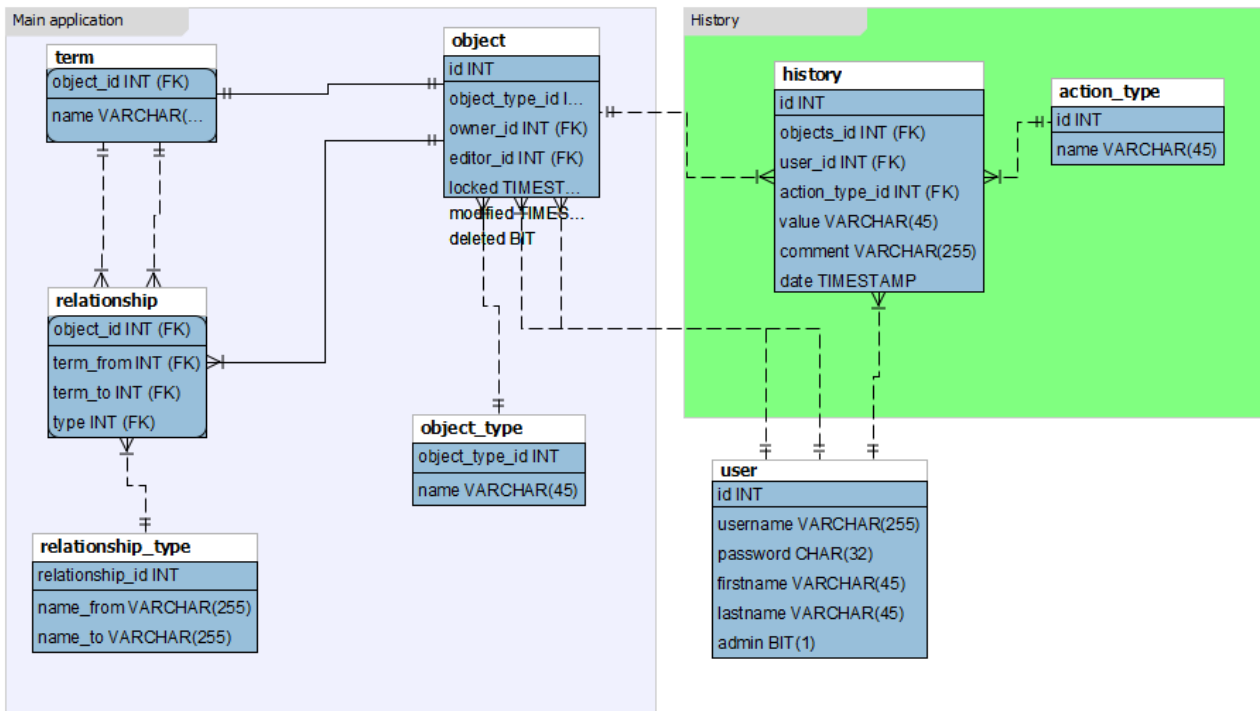 Main application
term
object_id INT (FK)
name VARCHAR(...
object
id INT
object_type_id I...
owner_id INT (FK)
editor_id INT (FK)
locked TIMEST...
modified TIMES...
deleted BIT
relationship
object_id INT (FK)
term_from INT (FK)
term_to INT (FK)
type INT (FK)
object_type
object_type_id INT
name VARCHAR(45)
relationship_type
relationship_id INT
name_from VARCHAR(255)
name_to VARCHAR(255)
History
history
id INT
objects_id INT (FK)
user_id INT (FK)
action_type_id INT (FK)
value VARCHAR(45)
comment VARCHAR(255)
date TIMESTAMP
action_type
id INT
name VARCHAR(45)
user
id INT
username VARCHAR(255)
password CHAR(32)
firstname VARCHAR(45)
lastname VARCHAR(45)
admin BIT(1)